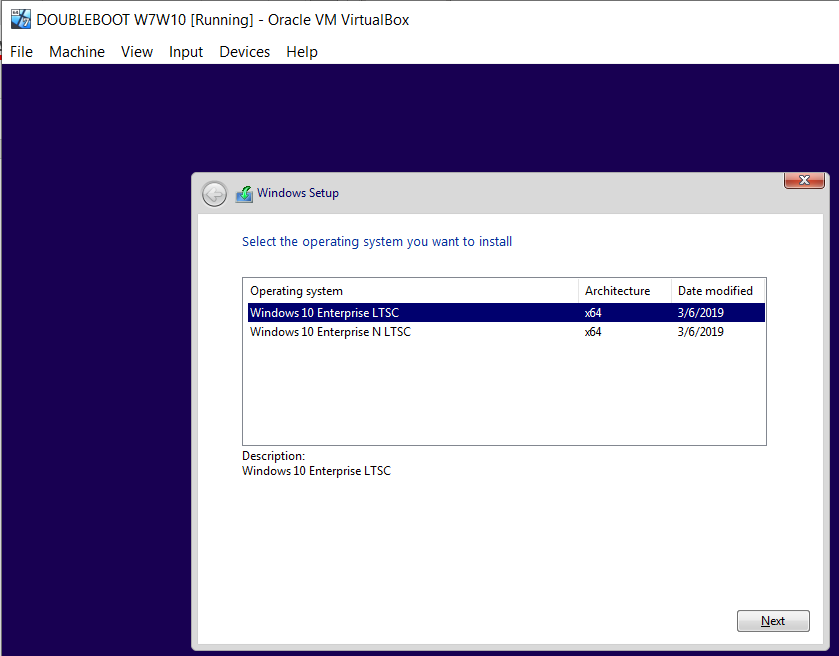 DOUBLEBOOT W7W10 [Running] - Oracle VM VirtualBox
File Machine View Input Devices Help
Windows Setup
Select the operating system you want to install
Operating system Architecture Date modified
Windows 10 Enterprise LTSC x64 3/6/2019
Windows 10 Enterprise N LTSC x64 3/6/2019
Description:
Windows 10 Enterprise LTSC
Next